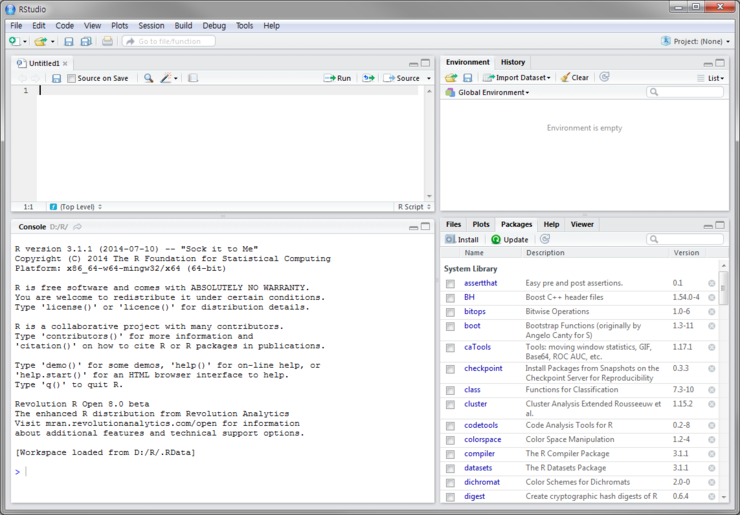 RStudio
File Edit Code View Plots Session Build Debug Tools Help
Go to file/function
Project: (None)
Untitled1
Source on Save
Run
Source
1
1:1
(Top Level)
R Script
Console D:/R/
R version 3.1.1 (2014-07-10) -- "Sock it to Me"
Copyright (C) 2014 The R Foundation for Statistical Computing
Platform: x86_64-w64-mingw32/x64 (64-bit)
R is free software and comes with ABSOLUTELY NO WARRANTY.
You are welcome to redistribute it under certain conditions.
Type 'license()' or 'licence()' for distribution details.
R is a collaborative project with many contributors.
Type 'contributors()' for more information and
'citation()' on how to cite R or R packages in publications.
Type 'demo()' for some demos, 'help()' for on-line help, or
'help.start()' for an HTML browser interface to help.
Type 'q()' to quit R.
Revolution R Open 8.0 beta
The enhanced R distribution from Revolution Analytics
Visit mran.revolutionanalytics.com/open for information
about additional features and technical support options.
[Workspace loaded from D:/R/.RData]
>
Environment History
Import Dataset Clear List
Global Environment
Environment is empty
Files Plots Packages Help Viewer
Install Update
Name Description Version
System Library
assertthat Easy pre and post assertions. 0.1
BH Boost C++ header files 1.54.0-4
bitops Bitwise Operations 1.0-6
boot Bootstrap Functions (originally by 1.3-11
Angelo Canty for S)
caTools Tools: moving window statistics, GIF, 1.17.1
Base64, ROC AUC, etc.
checkpoint Install Packages from Snapshots on the 0.3.3
Checkpoint Server for Reproducibility
class Functions for Classification 7.3-10
cluster Cluster Analysis Extended Rousseeuw et 1.15.2
al.
codetools Code Analysis Tools for R 0.2-8
colorspace Color Space Manipulation 1.2-4
compiler The R Compiler Package 3.1.1
datasets The R Datasets Package 3.1.1
dichromat Color Schemes for Dichromats 2.0-0
digest Create cryptographic hash digests of R 0.6.4